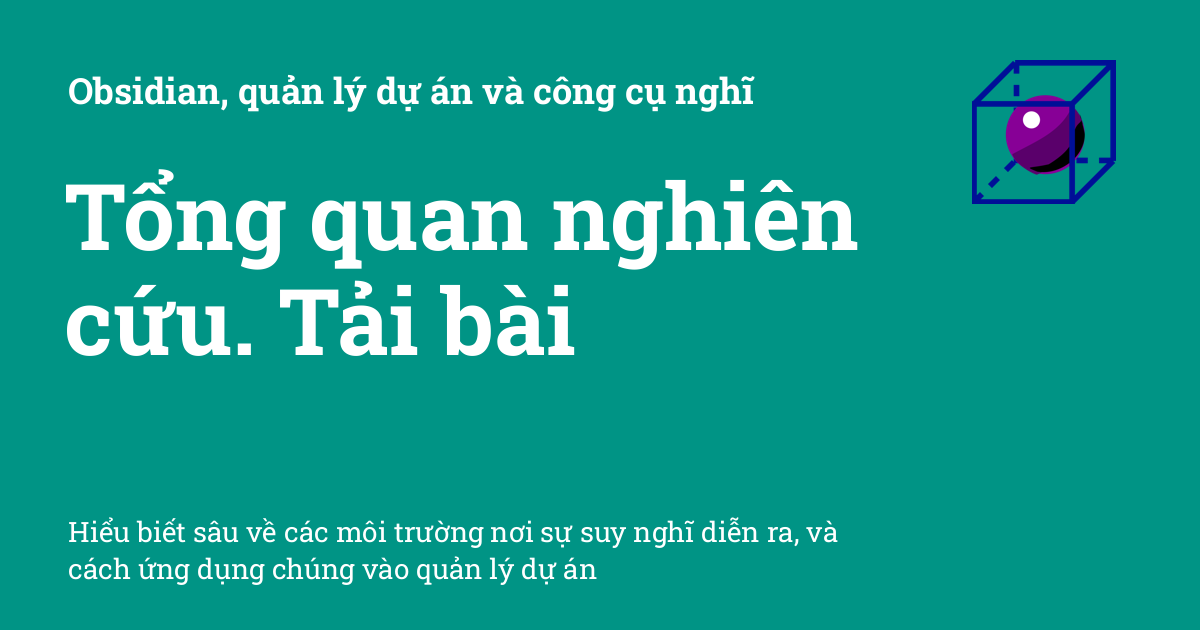 Obsidian, quản lý dự án và công cụ nghĩ
Tổng quan nghiên
cứu. Tải bài
Hiểu biết sâu về các môi trường nơi sự suy nghĩ diễn ra, và
cách ứng dụng chúng vào quản lý dự án